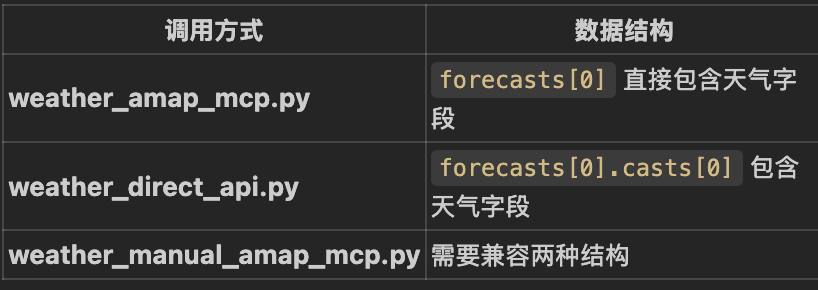 调用方式 数据结构
weather_amap_mcp.py forecasts[0] 直接包含天气字
段
weather_direct_api.py forecasts[0].casts[0] 包含
天气字段
weather_manual_amap_mcp.py 需要兼容两种结构